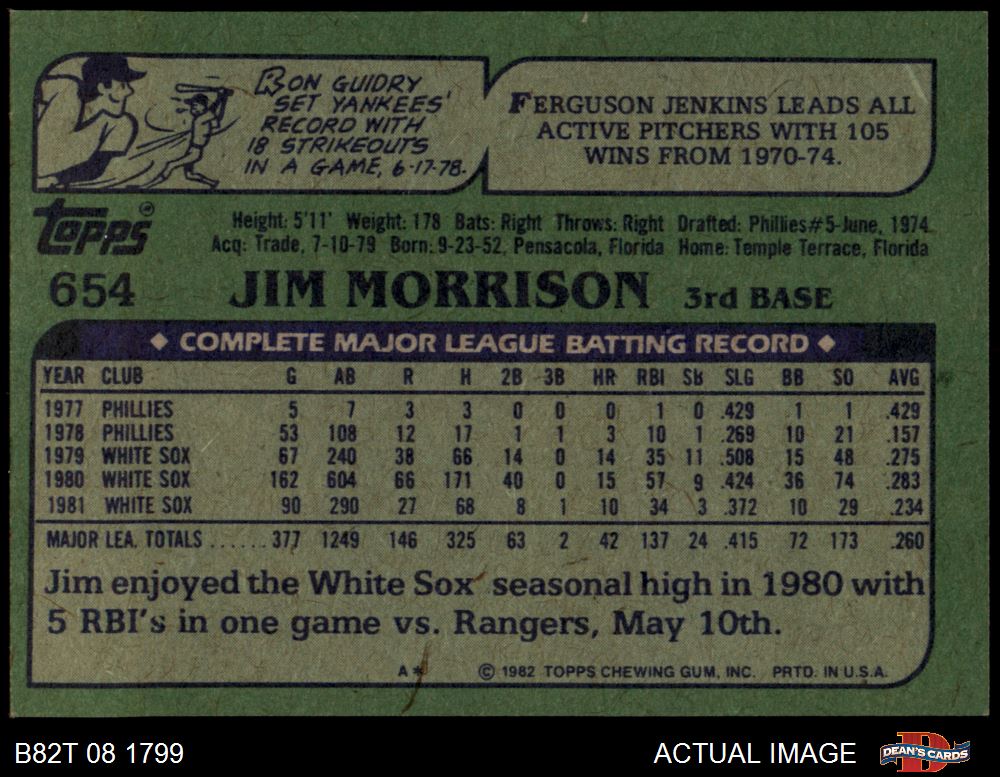 RON GUIDRY
SET YANKEES'
RECORD WITH
18 STRIKEOUTS
IN A GAME, 6-17-78.
FERGUSON JENKINS LEADS ALL
ACTIVE PITCHERS WITH 105
WINS FROM 1970-74.
Topps®
Height: 5'11' Weight: 178 Bats: Right Throws: Right Drafted: Phillies#5-June, 1974
Acq: Trade, 7-10-79 Born: 9-23-52, Pensacola, Florida Home: Temple Terrace, Florida
654 JIM MORRISON 3rd BASE
◆ COMPLETE MAJOR LEAGUE BATTING RECORD ◆
YEAR CLUB G AB R H 2B 3B HR RBI SB SLG BB SO AVG
1977 PHILLIES 5 7 3 3 0 0 0 1 0 .429 1 1 .429
1978 PHILLIES 53 108 12 17 1 1 3 10 1 .269 10 21 .157
1979 WHITE SOX 67 240 38 66 14 0 14 35 11 .508 15 48 .275
1980 WHITE SOX 162 604 66 171 40 0 15 57 9 .424 36 74 .283
1981 WHITE SOX 90 290 27 68 8 1 10 34 3 .372 10 29 .234
MAJOR LEA. TOTALS ...... 377 1249 146 325 63 2 42 137 24 .415 72 173 .260
Jim enjoyed the White Sox seasonal high in 1980 with
5 RBI's in one game vs. Rangers, May 10th.
A* © 1982 TOPPS CHEWING GUM, INC. PRTD. IN U.S.A.
B82T 08 1799 ACTUAL IMAGE DEAN'S CARDS